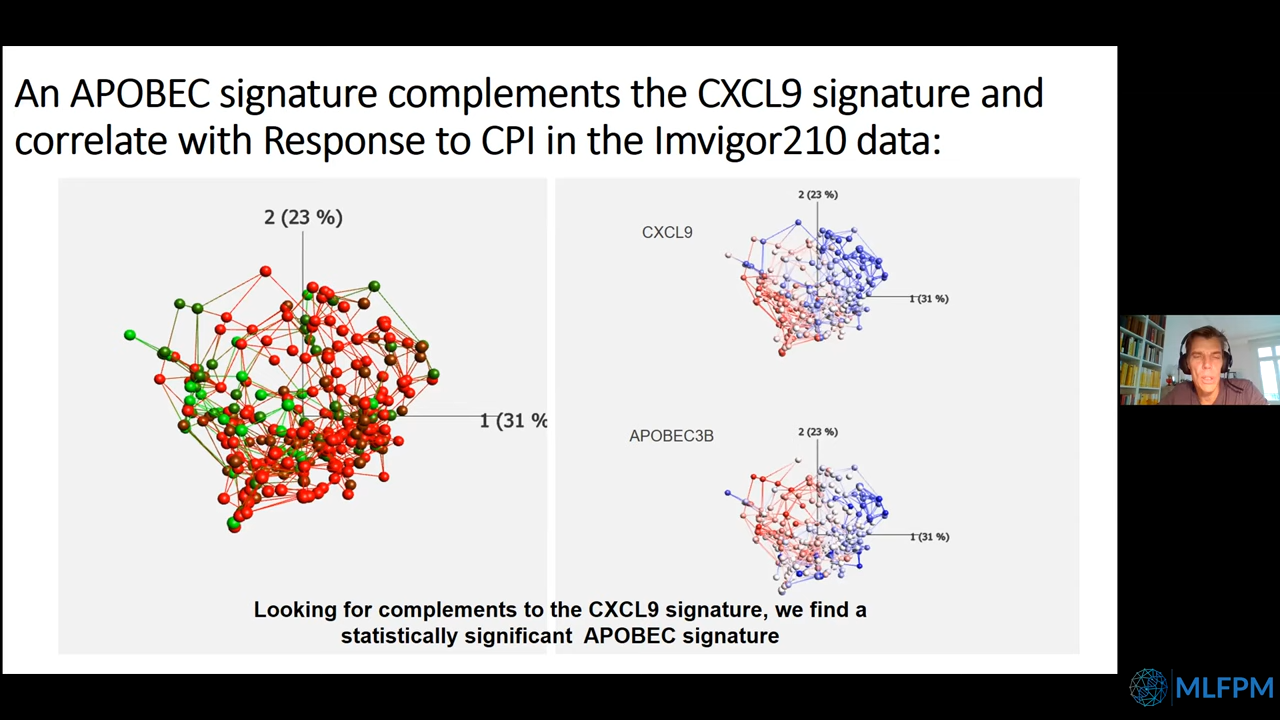 An APOBEC signature complements the CXCL9 signature and
correlate with Response to CPI in the Imvigor210 data:
2 (23 %)
1 (31 %
CXCL9
2 (23 %)
1 (31 %)
APOBEC3B
2 (23 %)
1 (31 %)
Looking for complements to the CXCL9 signature, we find a
statistically significant APOBEC signature
MLFPM